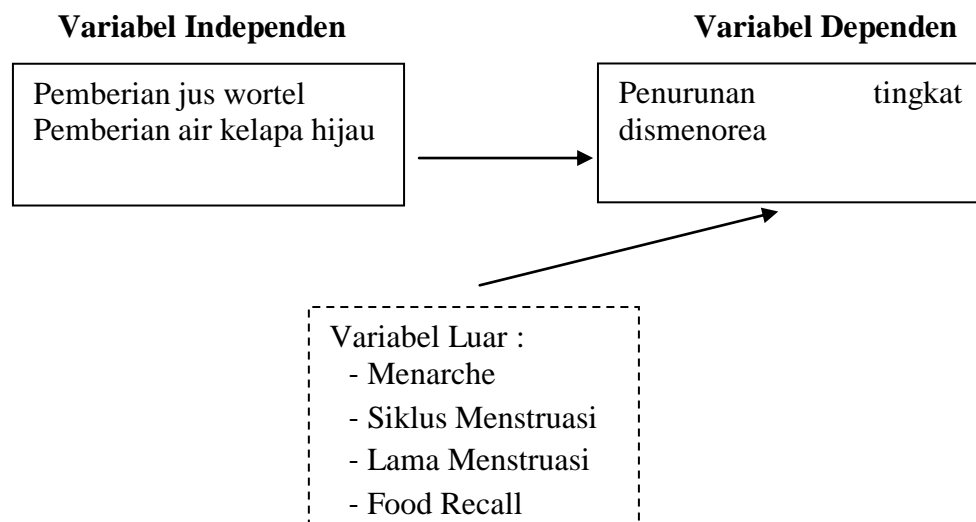 Variabel Independen
Variabel Dependen
Pemberian jus wortel
Pemberian air kelapa hijau
Penurunan tingkat
dismenorea
Variabel Luar :
- Menarche
- Siklus Menstruasi
- Lama Menstruasi
- Food Recall